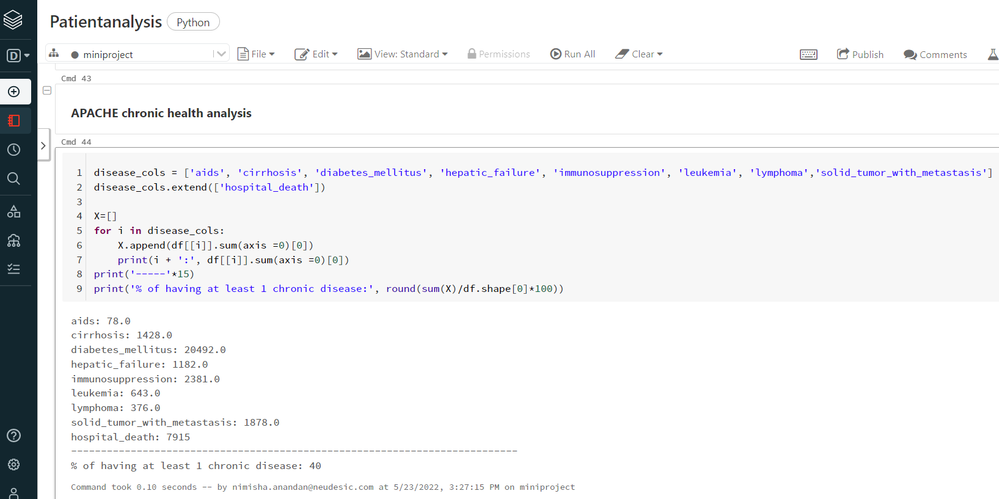 Patientanalysis Python
D
miniproject File Edit View: Standard Permissions Run All Clear Publish Comments
Cmd 43
APACHE chronic health analysis
Cmd 44
1 disease_cols = ['aids', 'cirrhosis', 'diabetes_mellitus', 'hepatic_failure', 'immunosuppression', 'leukemia', 'lymphoma','solid_tumor_with_metastasis']
2 disease_cols.extend(['hospital_death'])
3
4 X=[]
5 for i in disease_cols:
6     X.append(df[[i]].sum(axis =0)[0])
7     print(i + ':', df[[i]].sum(axis =0)[0])
8 print('-----'*15)
9 print('% of having at least 1 chronic disease:', round(sum(X)/df.shape[0]*100))
aids: 78.0
cirrhosis: 1428.0
diabetes_mellitus: 20492.0
hepatic_failure: 1182.0
immunosuppression: 2381.0
leukemia: 643.0
lymphoma: 376.0
solid_tumor_with_metastasis: 1878.0
hospital_death: 7915
---------------------------------------------------------------------------
% of having at least 1 chronic disease: 40
Command took 0.10 seconds -- by nimisha.anandan@neudesic.com at 5/23/2022, 3:27:15 PM on miniproject